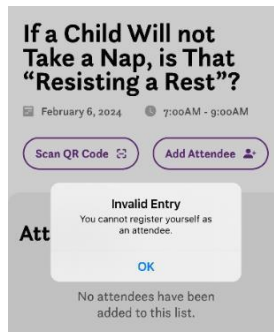 If a Child Will not
Take a Nap, is That
“Resisting a Rest”?
February 6, 2024 7:00AM - 9:00AM
Scan QR Code Add Attendee
Invalid Entry
You cannot register yourself as
an attendee.
Att
OK
No attendees have been
added to this list.